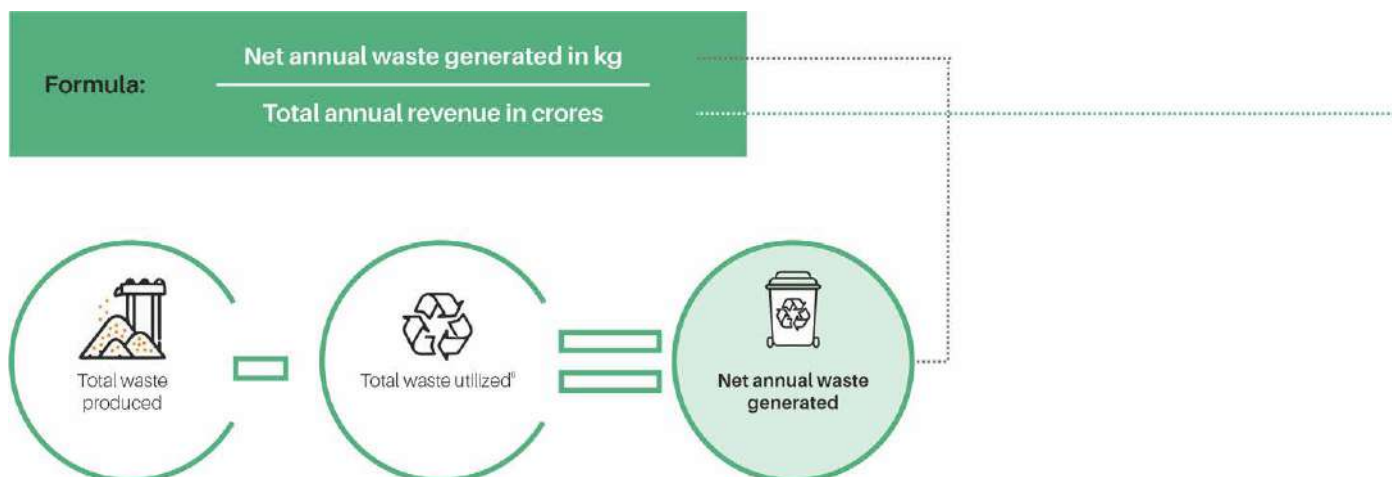 Formula:
Net annual waste generated in kg
Total annual revenue in crores
Total waste
produced
Total waste utilized⁹
Net annual waste
generated